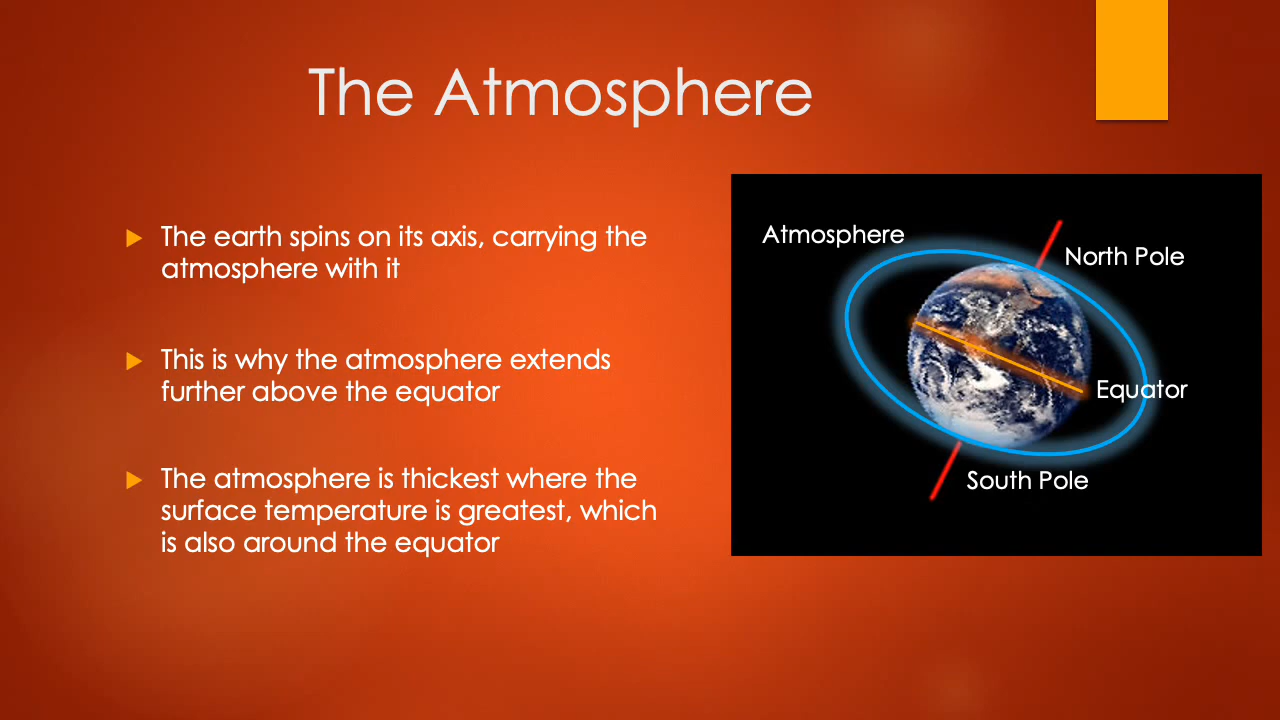 The Atmosphere
The earth spins on its axis, carrying the
atmosphere with it
This is why the atmosphere extends
further above the equator
The atmosphere is thickest where the
surface temperature is greatest, which
is also around the equator
Atmosphere
North Pole
Equator
South Pole